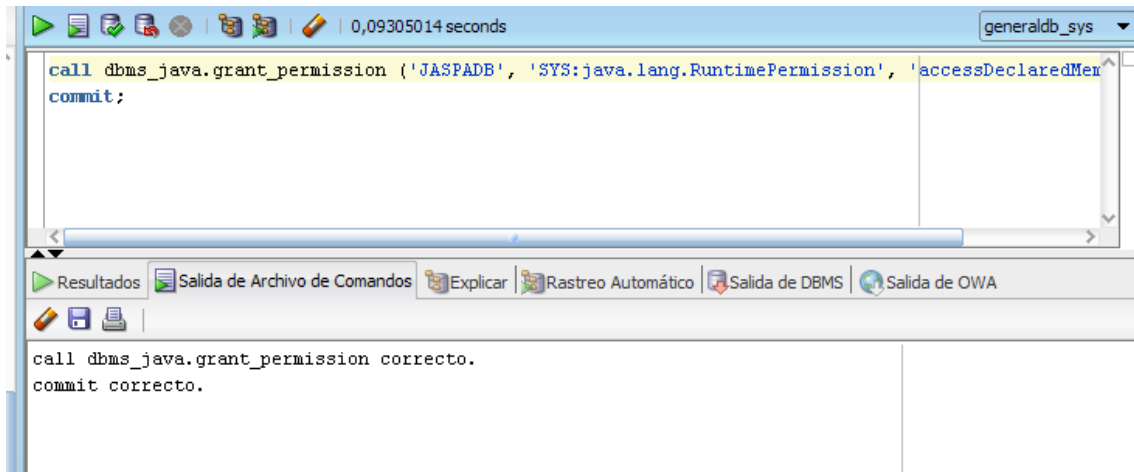 0,09305014 seconds
generaldb_sys
call dbms_java.grant_permission ('JASPADB', 'SYS:java.lang.RuntimePermission', 'accessDeclaredMem
commit;
Resultados Salida de Archivo de Comandos Explicar Rastreo Automático Salida de DBMS Salida de OWA
call dbms_java.grant_permission correcto.
commit correcto.